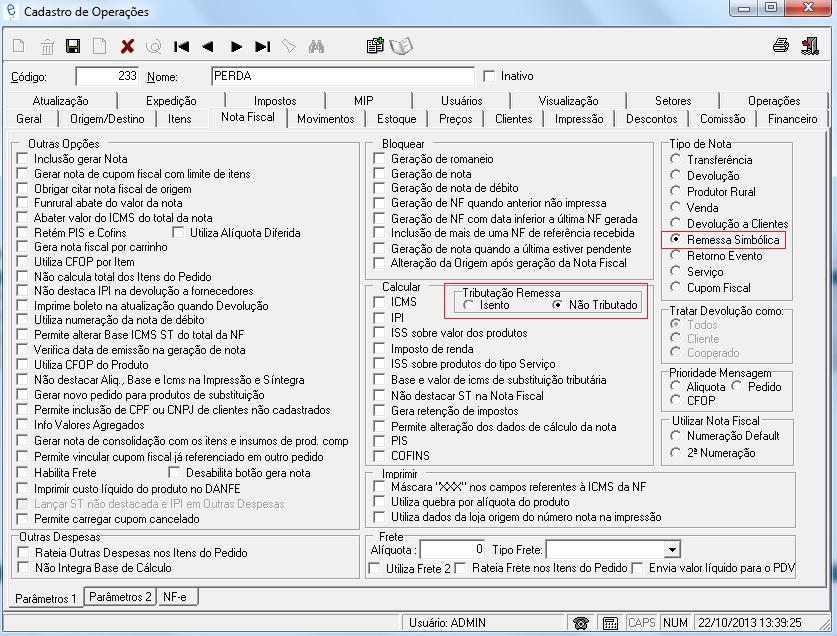 Cadastro de Operações
Código: 233 Nome: PERDA Inativo
Atualização Expedição Impostos MIP Usuários Visualização Setores Operações
Geral Origem/Destino Itens Nota Fiscal Movimentos Estoque Preços Clientes Impressão Descontos Comissão Financeiro
Outras Opções
Inclusão gerar Nota
Gerar nota de cupom fiscal com limite de itens
Obrigar citar nota fiscal de origem
Funrural abate do valor da nota
Abater valor do ICMS do total da nota
Retém PIS e Cofins Utiliza Alíquota Diferida
Gera nota fiscal por carrinho
Utiliza CFOP por Item
Não calcula total dos Itens do Pedido
Não destaca IPI na devolução a fornecedores
Imprime boleto na atualização quando Devolução
Utiliza numeração da nota de débito
Permite alterar Base ICMS ST do total da NF
Verifica data de emissão na geração de nota
Utiliza CFOP do Produto
Não destacar Aliq., Base e Icms na Impressão e Síntegra
Gerar novo pedido para produtos de substituição
Permite inclusão de CPF ou CNPJ de clientes não cadastrados
Info Valores Agregados
Gerar nota de consolidação com os itens e insumos de prod. comp
Permite vincular cupom fiscal já referenciado em outro pedido
Habilita Frete Desabilita botão gera nota
Imprimir custo líquido do produto no DANFE
Lançar ST não destacada e IPI em Outras Despesas
Permite carregar cupom cancelado
Outras Despesas
Rateia Outras Despesas nos Itens do Pedido
Não Integra Base de Cálculo
Bloquear
Geração de romaneio
Geração de nota
Geração de nota de débito
Geração de NF quando anterior não impressa
Geração de NF com data inferior a última NF gerada
Inclusão de mais de uma NF de referência recebida
Geração de nota quando a última estiver pendente
Alteração da Origem após geração da Nota Fiscal
Calcular
ICMS
IPI
ISS sobre valor dos produtos
Imposto de renda
ISS sobre produtos do tipo Serviço
Base e valor de icms de substituição tributária
Não destacar ST na Nota Fiscal
Gera retenção de impostos
Permite alteração dos dados de cálculo da nota
PIS
COFINS
Tributação Remessa
Isento Não Tributado
Imprimir
Máscara "XXX" nos campos referentes à ICMS da NF
Utiliza quebra por alíquota do produto
Utiliza dados da loja origem do número nota na impressão
Frete
Alíquota : 0 Tipo Frete:
Utiliza Frete 2 Rateia Frete nos Itens do Pedido Envia valor líquido para o PDV
Tipo de Nota
Transferência
Devolução
Produtor Rural
Venda
Devolução a Clientes
Remessa Simbólica
Retorno Evento
Serviço
Cupom Fiscal
Tratar Devolução como:
Todos
Cliente
Cooperado
Prioridade Mensagem
Aliquota Pedido
CFOP
Utilizar Nota Fiscal
Numeração Default
2ª Numeração
Parâmetros 1 Parâmetros 2 NF-e
Usuário: ADMIN CAPS NUM 22/10/2013 13:39:25